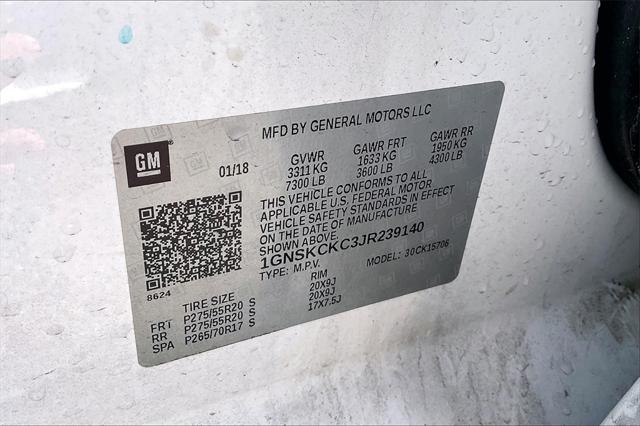 GM
MFD BY GENERAL MOTORS LLC
01/18
GVWR GAWR FRT GAWR RR
3311 KG 1633 KG 1950 KG
7300 LB 3600 LB 4300 LB
THIS VEHICLE CONFORMS TO ALL
APPLICABLE U.S. FEDERAL MOTOR
VEHICLE SAFETY STANDARDS IN EFFECT
ON THE DATE OF MANUFACTURE
SHOWN ABOVE.
1GNSKCKC3JR239140
TYPE: M.P.V. MODEL: 30CK15706
8624
TIRE SIZE RIM
FRT P275/55R20 S 20X9J
RR P275/55R20 S 20X9J
SPA P265/70R17 S 17X7.5J